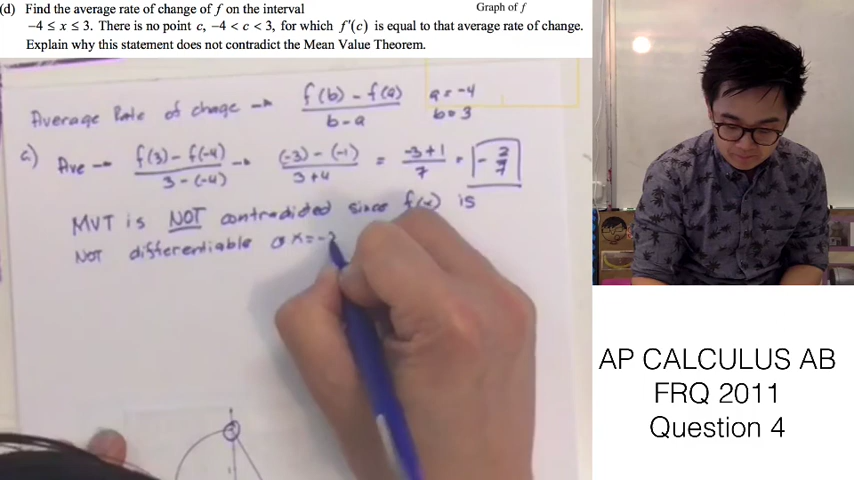 (d) Find the average rate of change of f on the interval
−4 ≤ x ≤ 3. There is no point c, −4 < c < 3, for which f′(c) is equal to that average rate of change.
Explain why this statement does not contradict the Mean Value Theorem.
Graph of f
Average Rate of chage → f(b) - f(a) / b-a a = -4
b = 3
c) Ave → f(3) - f(-4) / 3-(-4) → (-3) - (-1) / 3+4 = -3+1 / 7 = - 2/7
MVT is NOT contradicted since f(x) is
NOT differentiable @ x=-
AP CALCULUS AB
FRQ 2011
Question 4